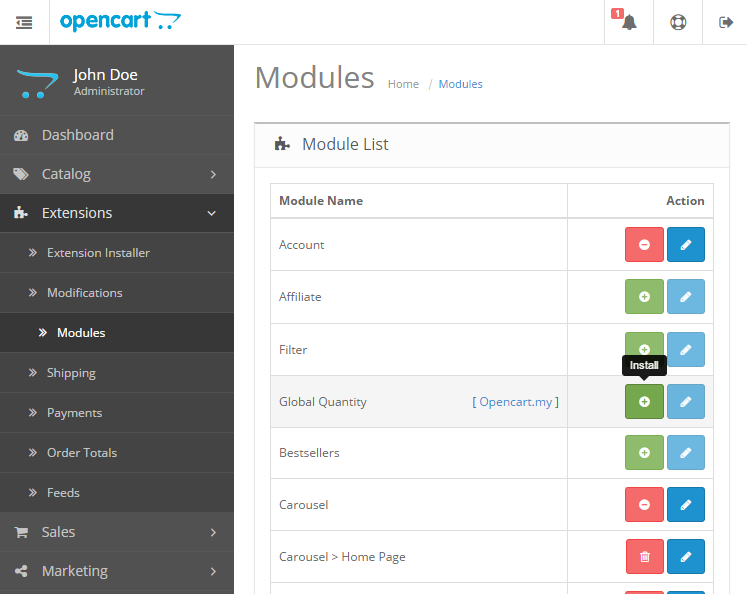 opencart
1
John Doe
Administrator
Dashboard
Catalog
Extensions
Extension Installer
Modifications
Modules
Shipping
Payments
Order Totals
Feeds
Sales
Marketing
Modules
Home / Modules
Module List
Module Name Action
Account
Affiliate
Filter
Install
Global Quantity [ Opencart.my ]
Bestsellers
Carousel
Carousel > Home Page